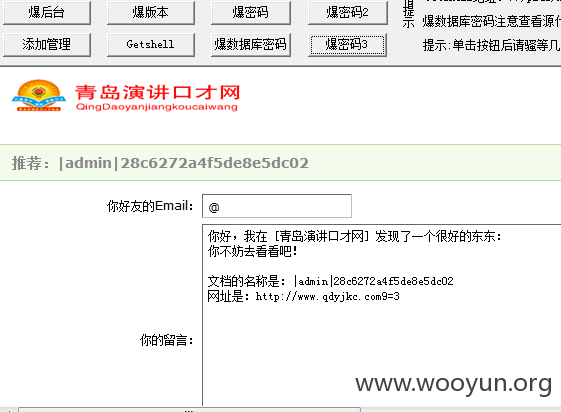 爆后台 爆版本 爆密码 爆密码2
提示
爆数据库密码注意查看源
添加管理 Getshell 爆数据库密码 爆密码3
提示:单击按钮后请骚等几
青岛演讲口才网
QingDaoyanjiangkoucaiwang
推荐：|admin|28c6272a4f5de8e5dc02
你好友的Email： @
你好，我在 [青岛演讲口才网] 发现了一个很好的东东：
你不妨去看看吧！
文档的名称是：|admin|28c6272a4f5de8e5dc02
网址是：http://www.qdyjkc.com9=3
你的留言：
www.wooyun.org